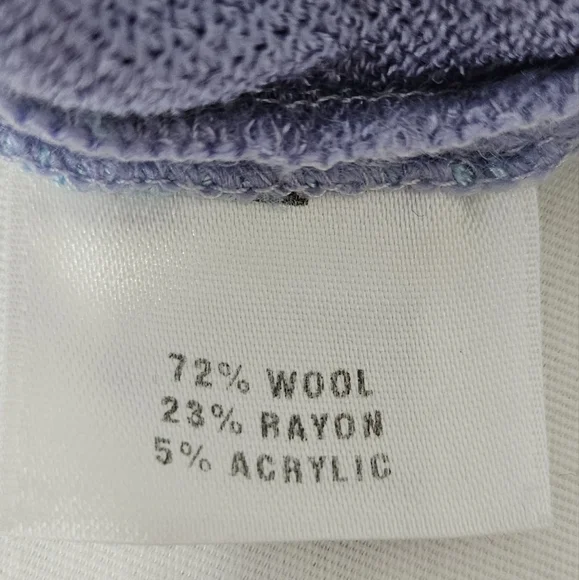 72% WOOL
23% RAYON
5% ACRYLIC